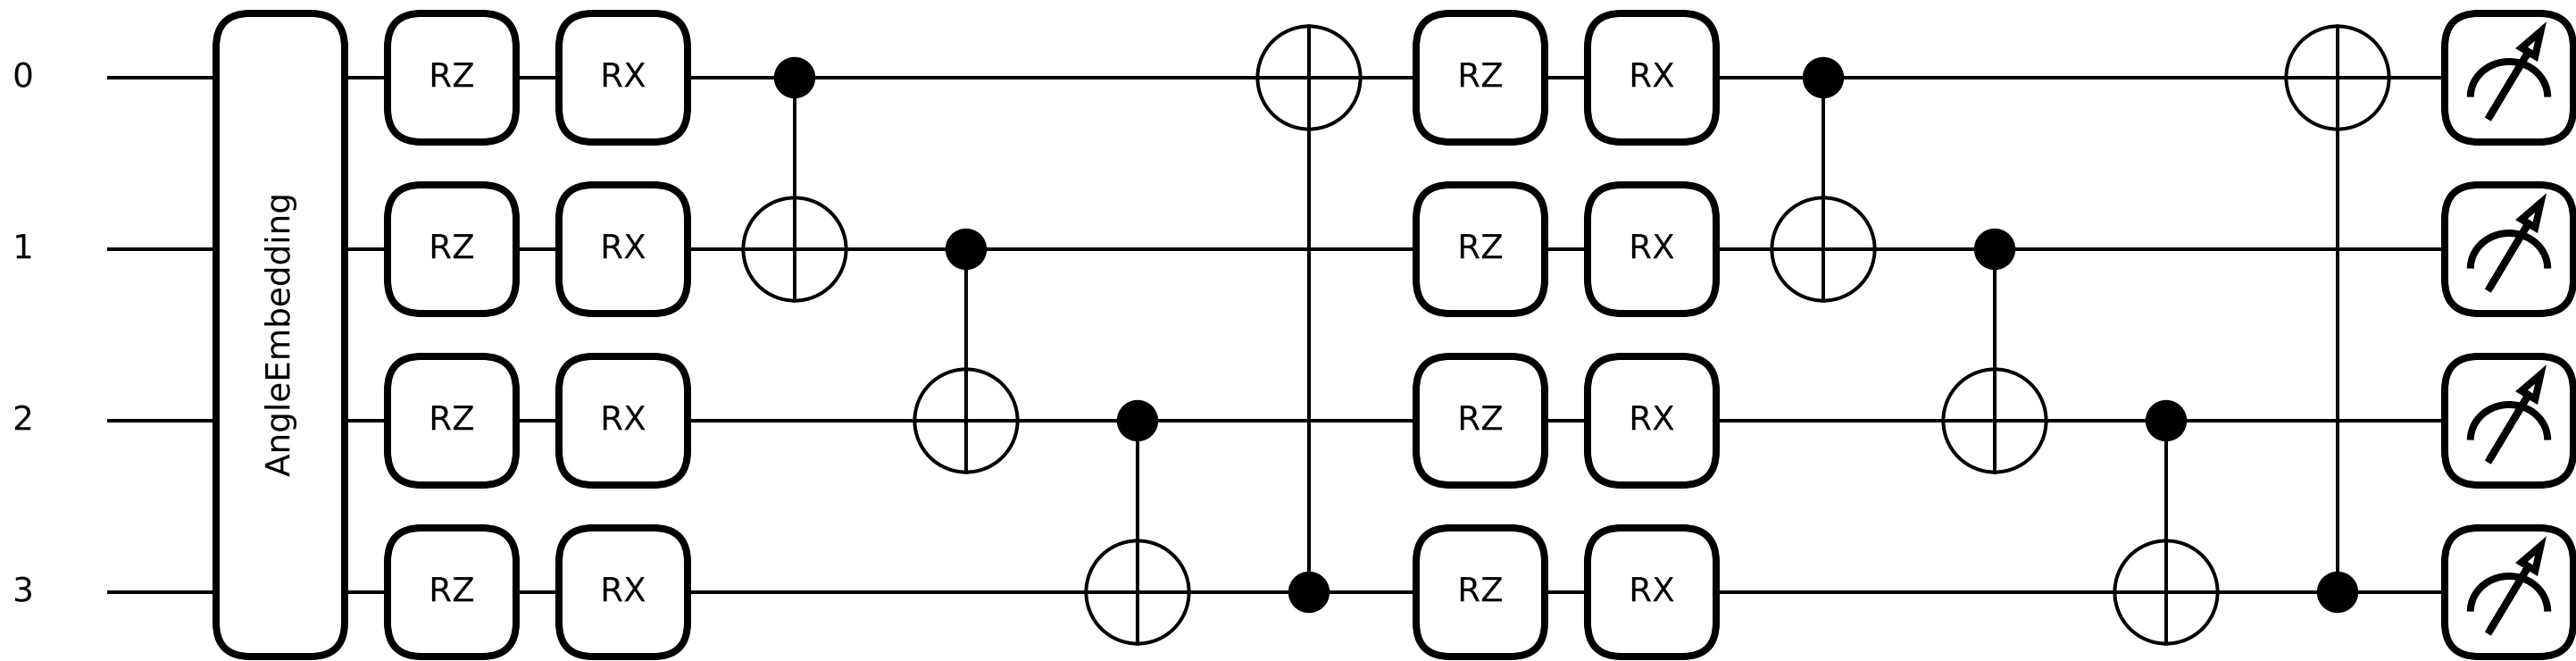 0 RZ RX RZ RX
1 RZ RX RZ RX
2 RZ RX RZ RX
3 RZ RX RZ RX
AngleEmbedding